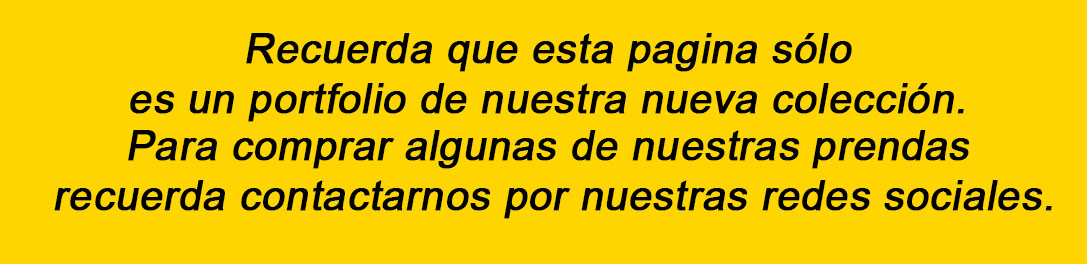 Recuerda que esta pagina sólo
es un portfolio de nuestra nueva colección.
Para comprar algunas de nuestras prendas
recuerda contactarnos por nuestras redes sociales.